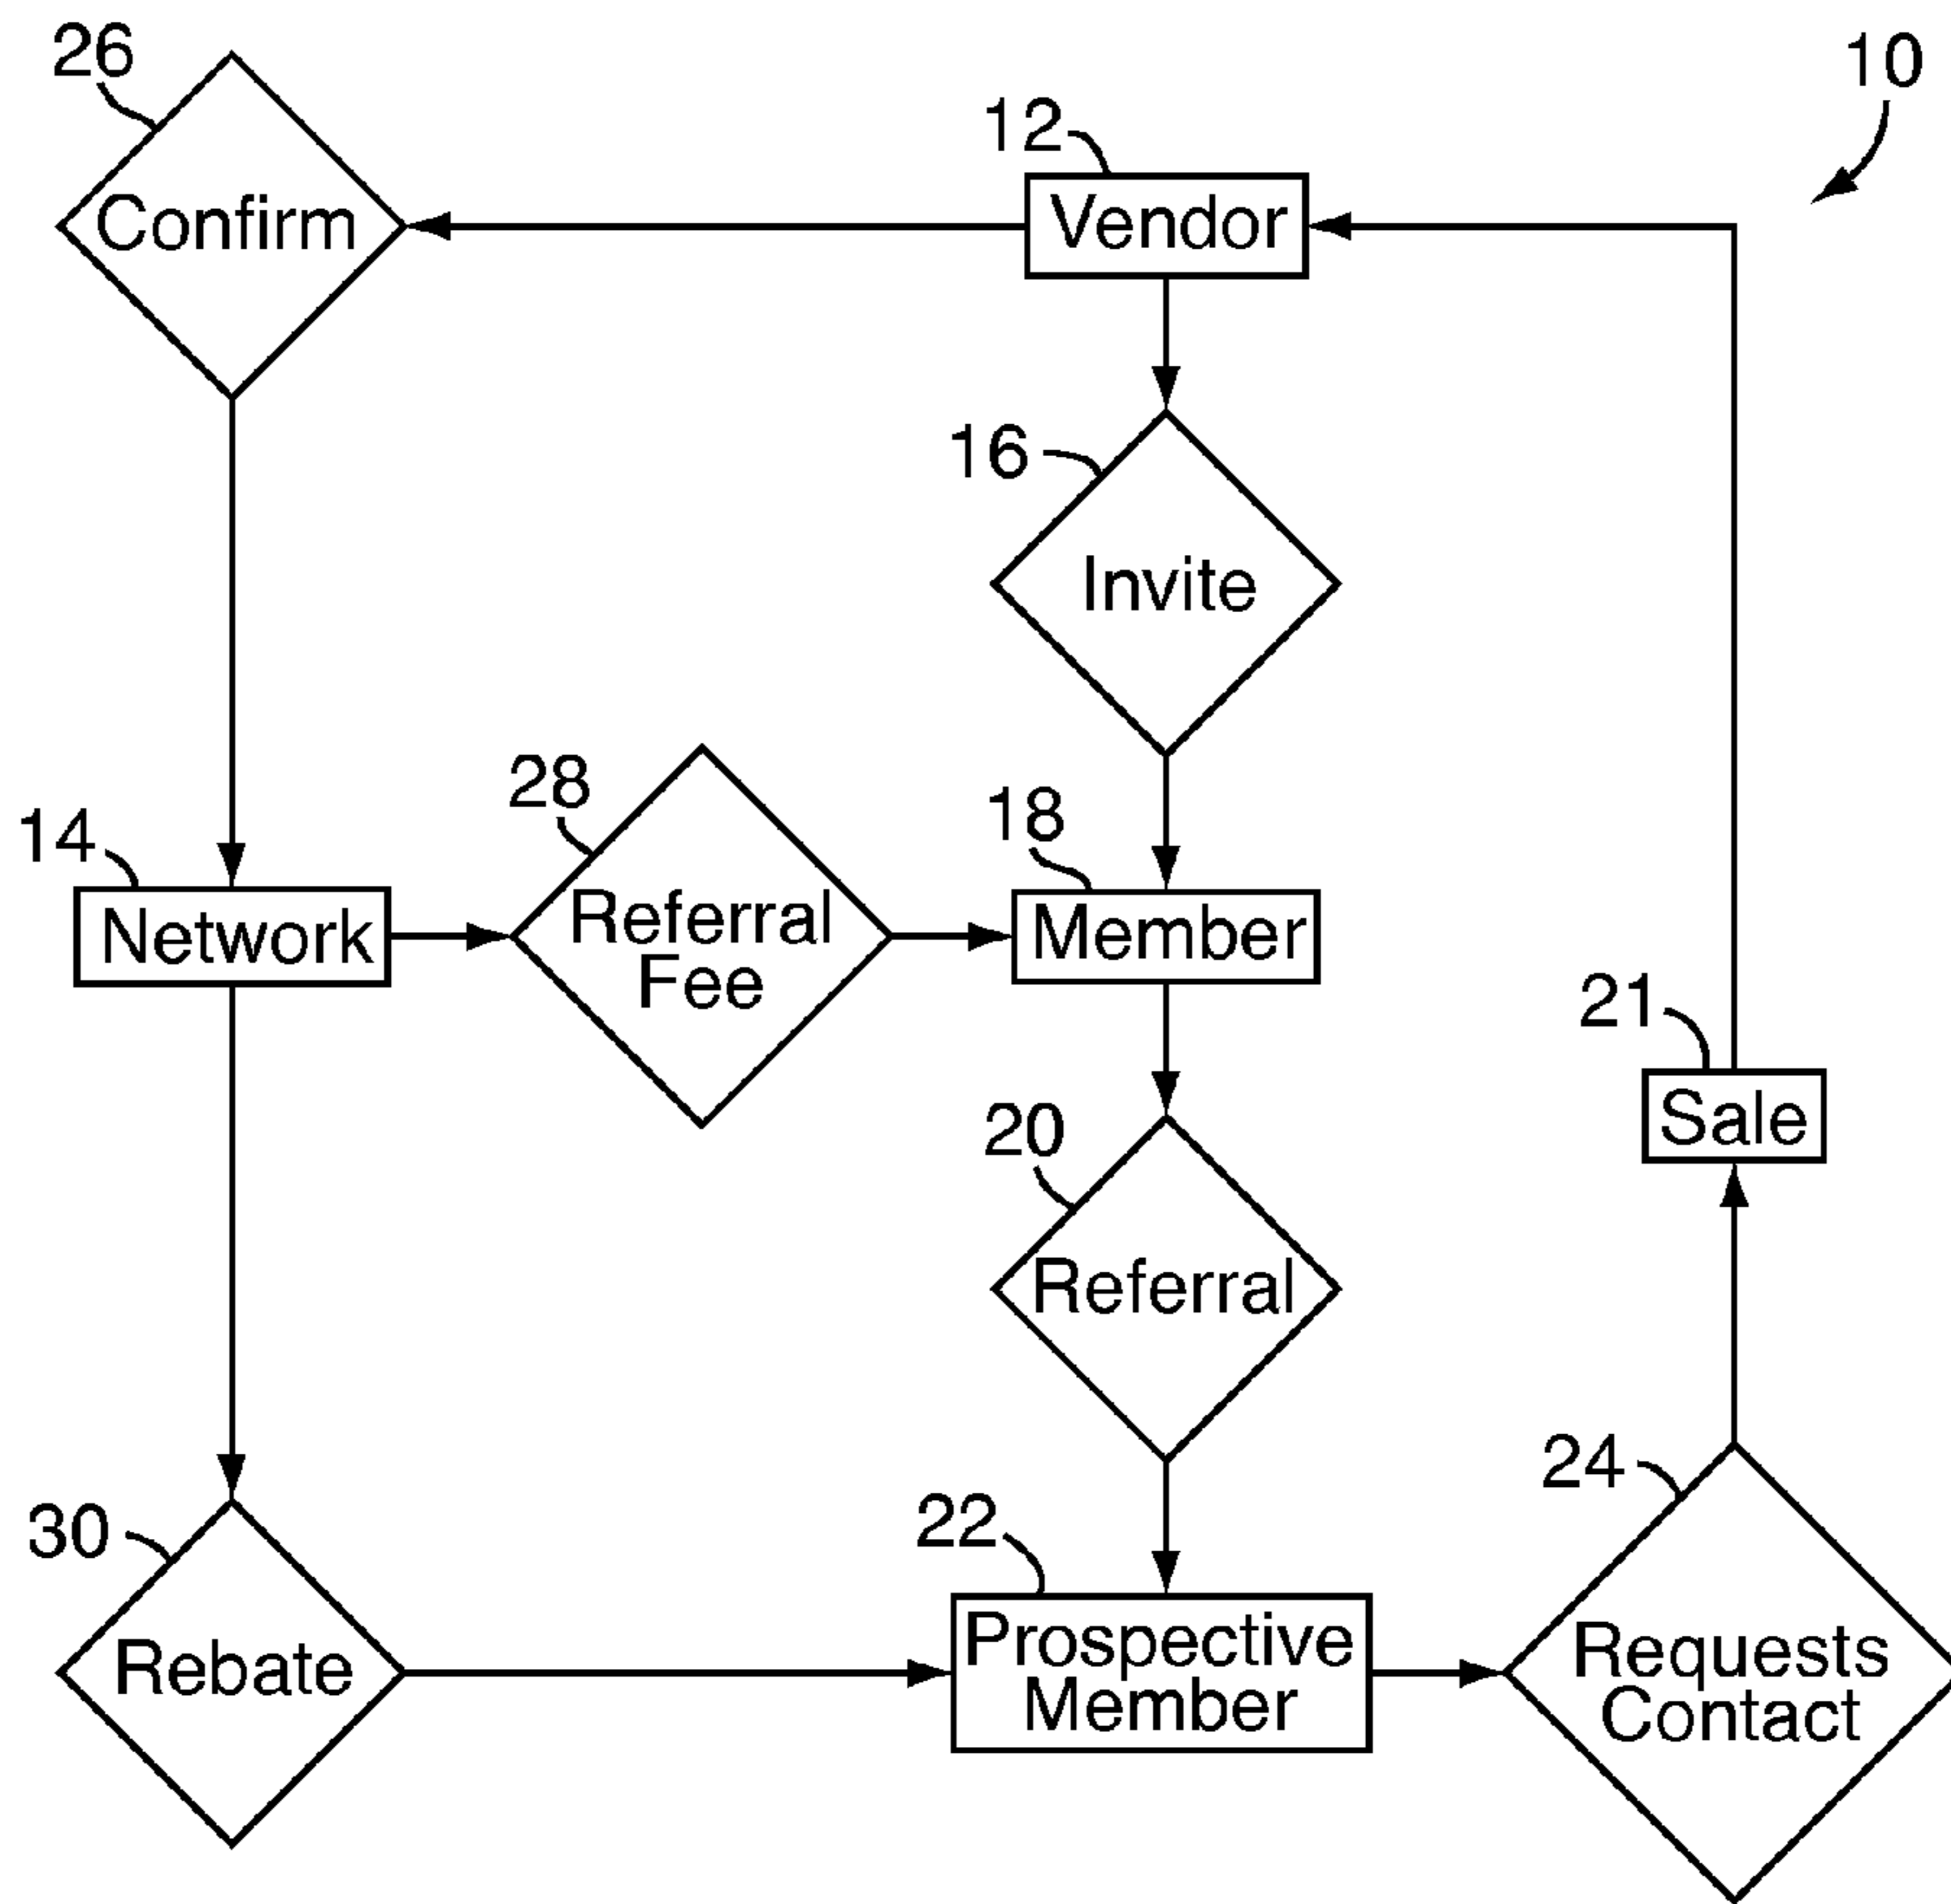 26
10
12
Confirm
Vendor
16
Invite
28
18
14
Referral
Fee
Network
Member
21
Sale
20
Referral
24
22
30
Prospective
Member
Rebate
Requests
Contact